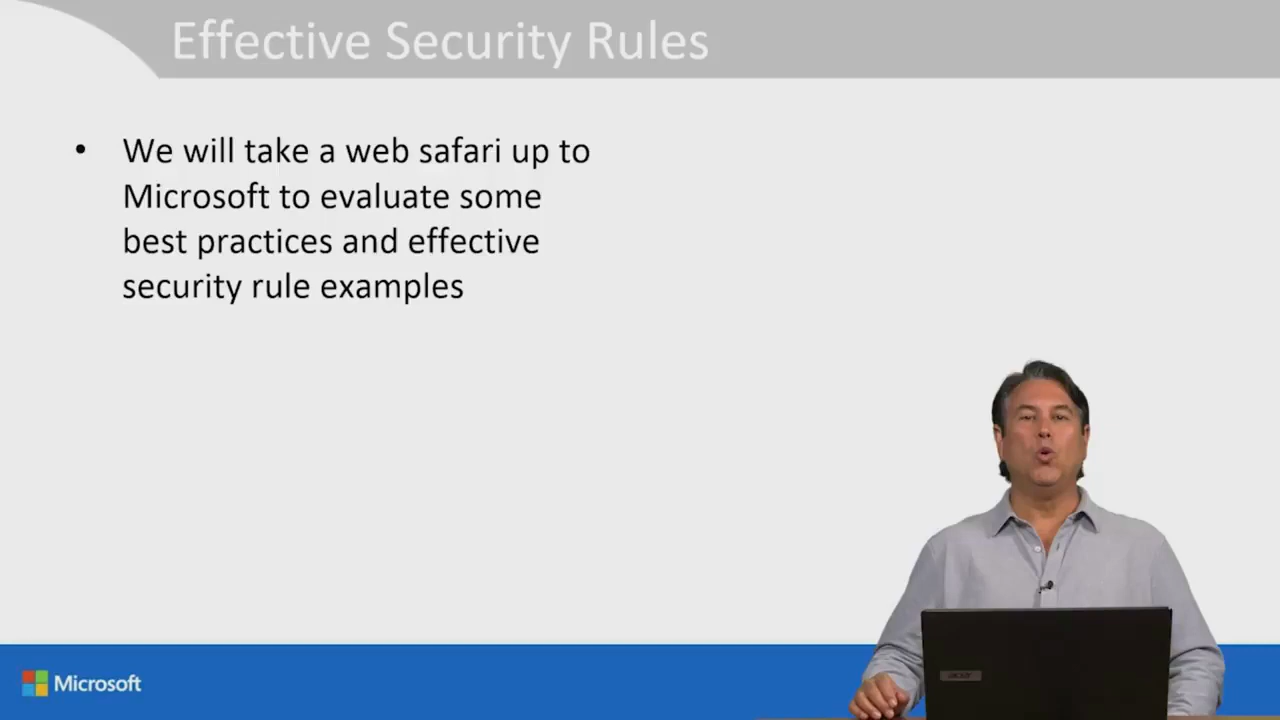 Effective Security Rules
• We will take a web safari up to
Microsoft to evaluate some
best practices and effective
security rule examples
Microsoft
acer